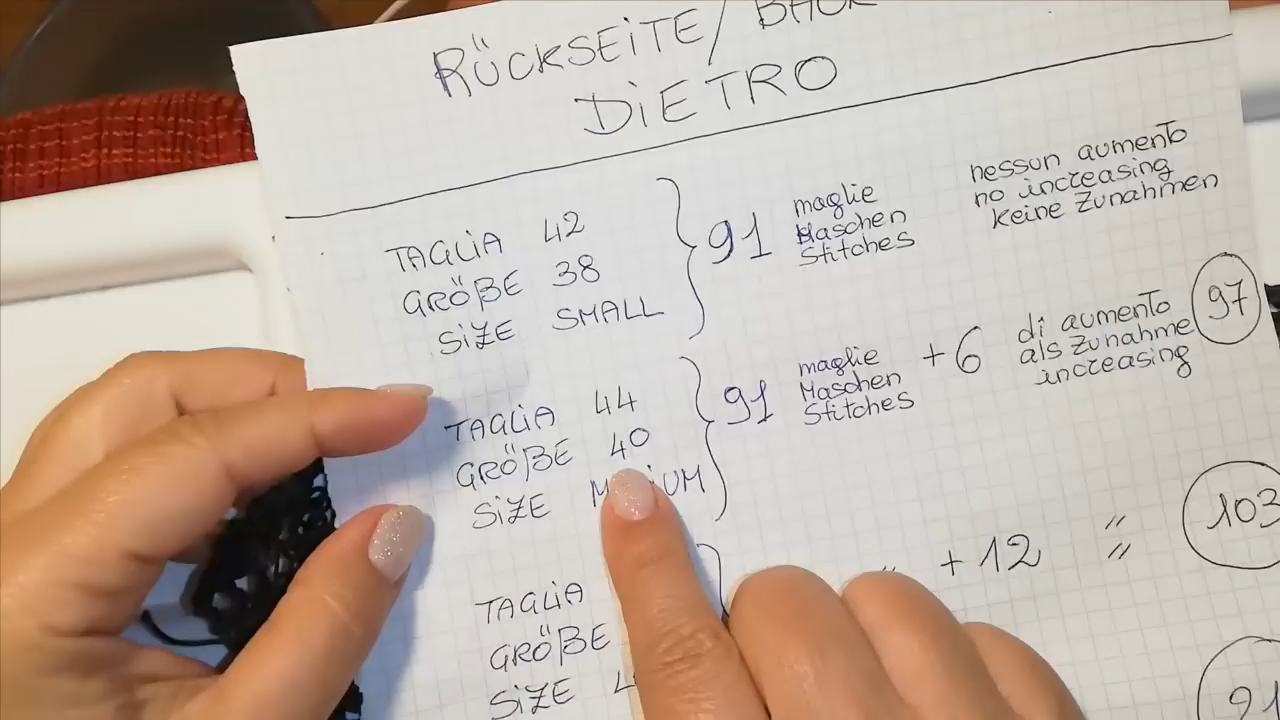 RÜCKSEITE/BACK
DIETRO
TAGLIA 42
GRÖßE 38
SIZE SMALL
91
maglie
Maschen
Stitches
nessun aumento
no increasing
keine Zunahmen
TAGLIA 44
GRÖßE 40
SIZE
91
maglie
Maschen
Stitches
+6
di aumento
als Zunahme
increasing
97
TAGLIA
GRÖßE
SIZE
+12
"
"
103